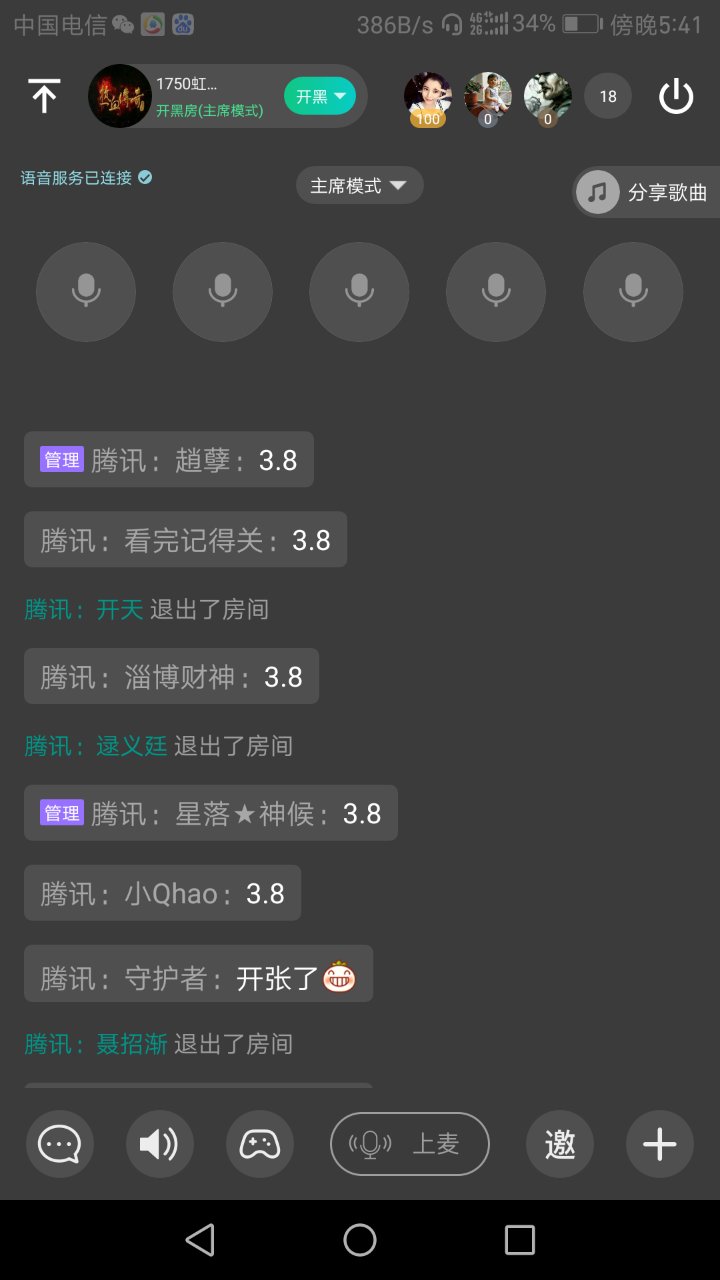 中国电信 386B/s 4G 2G 34% 傍晚5:41
1750虹...
开黑房(主席模式)
开黑
100
0
0
18
语音服务已连接
主席模式
分享歌曲
管理 腾讯：趙孽：3.8
腾讯：看完记得关：3.8
腾讯：开天 退出了房间
腾讯：淄博财神：3.8
腾讯：逯义廷 退出了房间
管理 腾讯：星落★神候：3.8
腾讯：小Qhao：3.8
腾讯：守护者：开张了
腾讯：聂招渐 退出了房间
上麦
邀